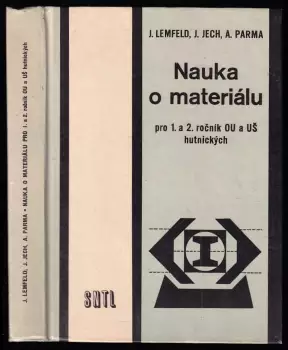 J. LEMFELD, J. JECH, A. PARMA
Nauka
o materiálu
pro 1. a 2. ročník OU a UŠ
hutnických
SNTL
J. LEMFELD, J. JECH, A. PARMA • NAUKA O MATERIÁLU PRO 1. a 2. ročník OU a UŠ hutnických